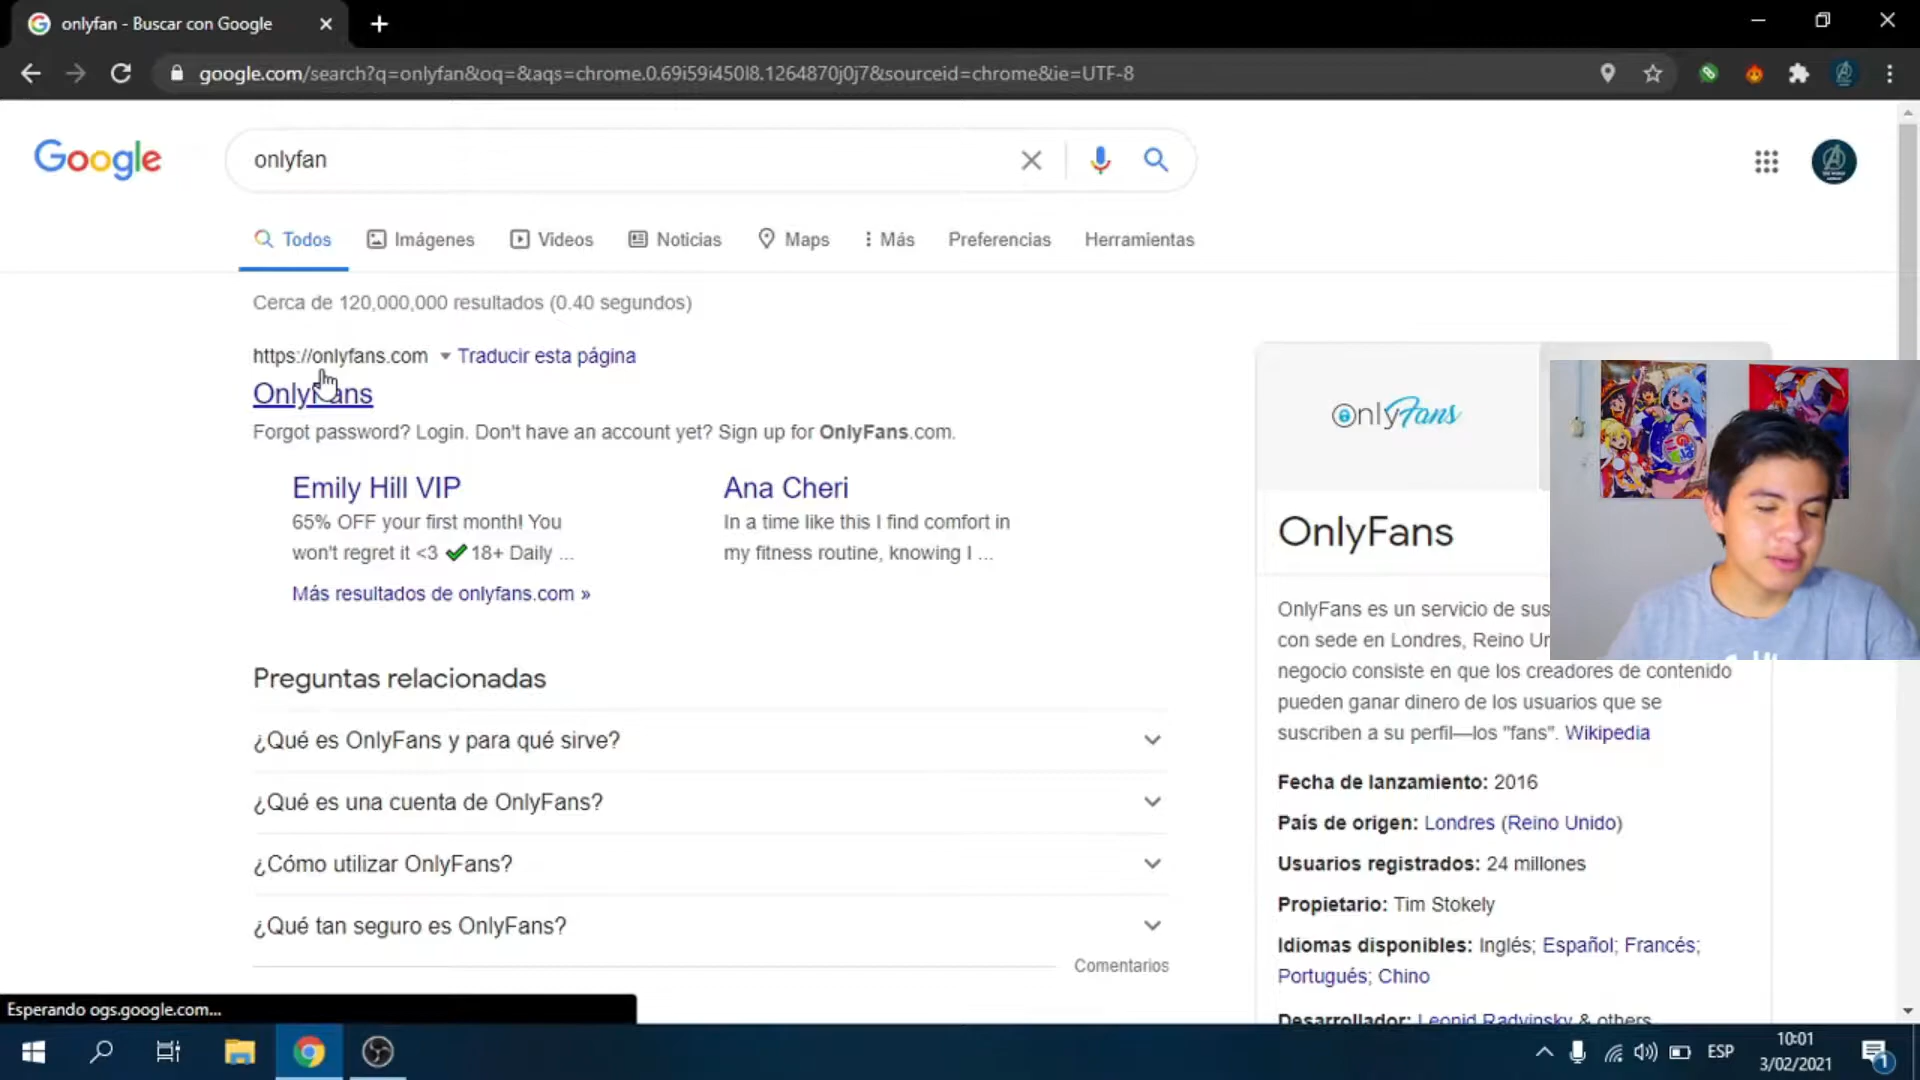 onlyfan - Buscar con Google
google.com/search?q=onlyfan&oq=&aqs=chrome.0.69i59i450l8.1264870j0j7&sourceid=chrome&ie=UTF-8
Google
onlyfan
Todos
Imágenes
Videos
Noticias
Maps
Más
Preferencias
Herramientas
Cerca de 120,000,000 resultados (0.40 segundos)
https://onlyfans.com
Traducir esta página
OnlyFans
Forgot password? Login. Don't have an account yet? Sign up for OnlyFans.com.
Emily Hill VIP
65% OFF your first month! You
won't regret it <3 ✔ 18+ Daily ...
Ana Cheri
In a time like this I find comfort in
my fitness routine, knowing I ...
Más resultados de onlyfans.com »
Preguntas relacionadas
¿Qué es OnlyFans y para qué sirve?
¿Qué es una cuenta de OnlyFans?
¿Cómo utilizar OnlyFans?
¿Qué tan seguro es OnlyFans?
Comentarios
OnlyFans
OnlyFans
OnlyFans es un servicio de sus
con sede en Londres, Reino Un
negocio consiste en que los creadores de contenido
pueden ganar dinero de los usuarios que se
suscriben a su perfil—los "fans". Wikipedia
Fecha de lanzamiento: 2016
País de origen: Londres (Reino Unido)
Usuarios registrados: 24 millones
Propietario: Tim Stokely
Idiomas disponibles: Inglés; Español; Francés;
Portugués; Chino
Desarrollador: Leonid Radvinsky & others
Esperando ogs.google.com...
ESP
10:01
3/02/2021
1